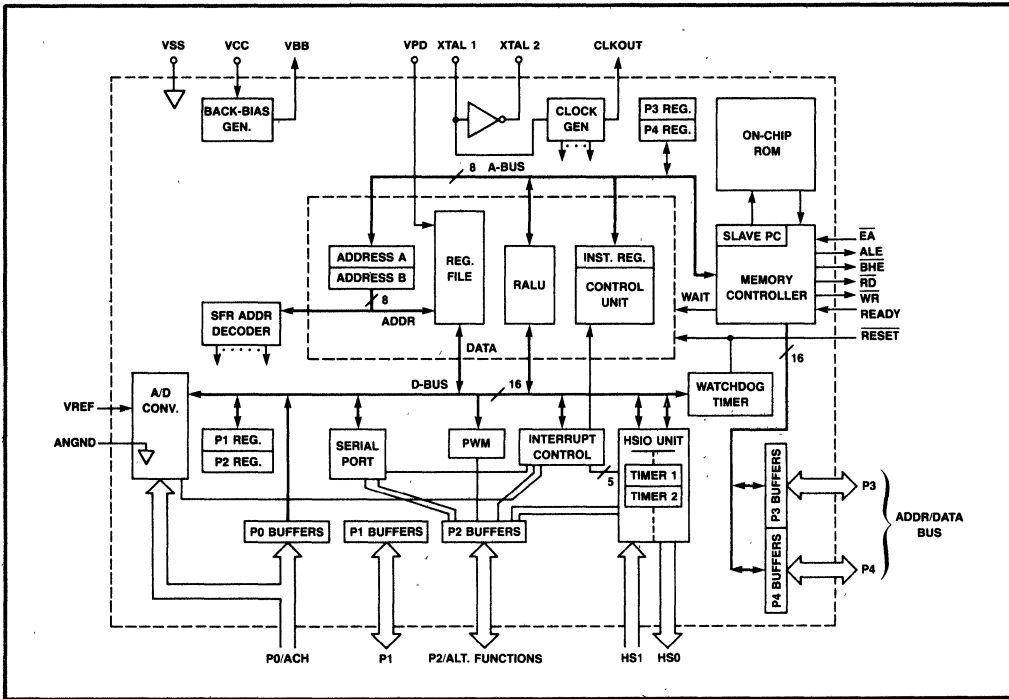 VSS VCC VBB VPD XTAL 1 XTAL 2 CLKOUT
BACK-BIAS
GEN.
CLOCK
GEN
P3 REG.
P4 REG.
ON-CHIP
ROM
8 A-BUS
ADDRESS A
ADDRESS B
8
ADDR
REG.
FILE
RALU
INST. REG.
CONTROL
UNIT
SLAVE PC
MEMORY
CONTROLLER
WAIT
EA
ALE
BHE
RD
WR
READY
RESET
16
SFR ADDR
DECODER
DATA
D-BUS 16
WATCHDOG
TIMER
A/D
CONV.
VREF
ANGND
P1 REG.
P2 REG.
SERIAL
PORT
PWM
INTERRUPT
CONTROL
5
HSIO UNIT
TIMER 1
TIMER 2
P0 BUFFERS
P1 BUFFERS
P2 BUFFERS
P3 BUFFERS
P4 BUFFERS
P3
P4
ADDR/DATA
BUS
P0/ACH P1 P2/ALT. FUNCTIONS HS1 HS0